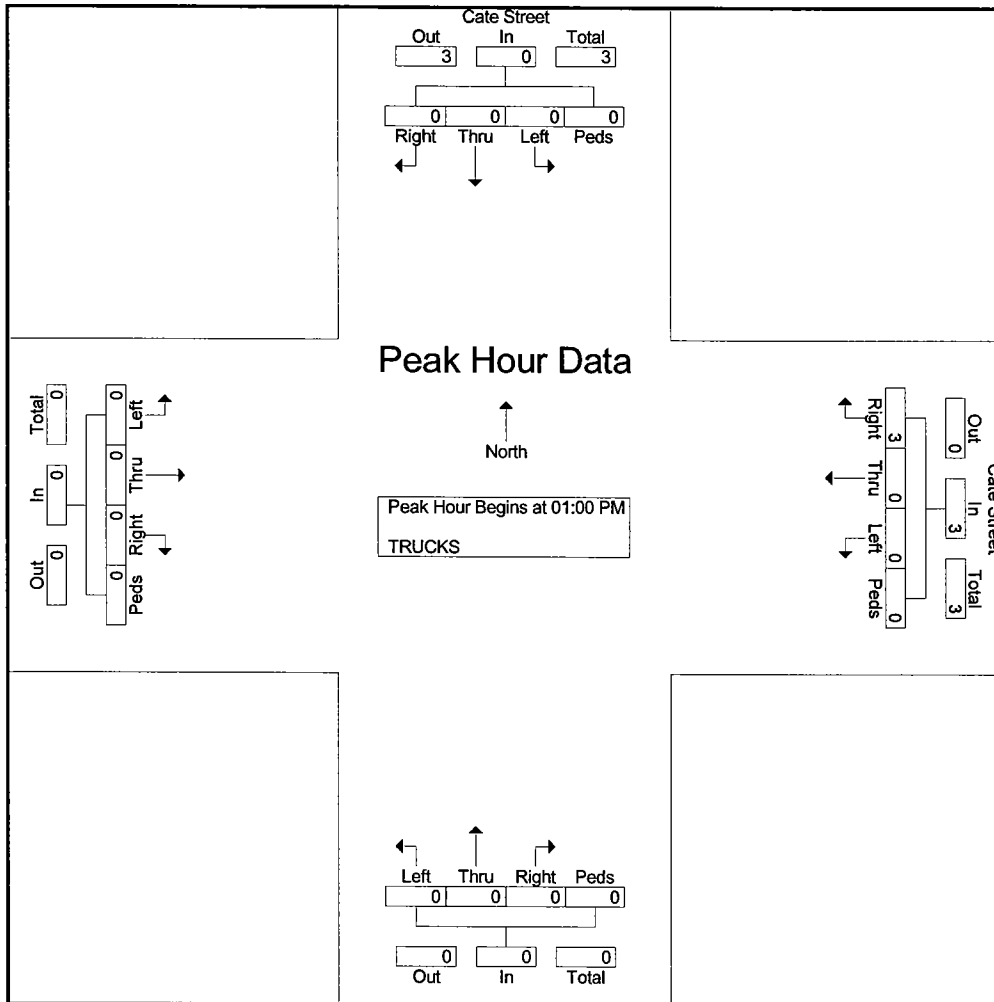 Cate Street
Out In Total
3 0 3
0 0 0 0
Right Thru Left Peds
Peak Hour Data
North
Peak Hour Begins at 01:00 PM
TRUCKS
Total In Out
0 0 0
0 0 0 0
Left Thru Right Peds
Cate Street
Out In Total
0 3 3
3 0 0 0
Right Thru Left Peds
Left Thru Right Peds
0 0 0 0
0 0 0
Out In Total